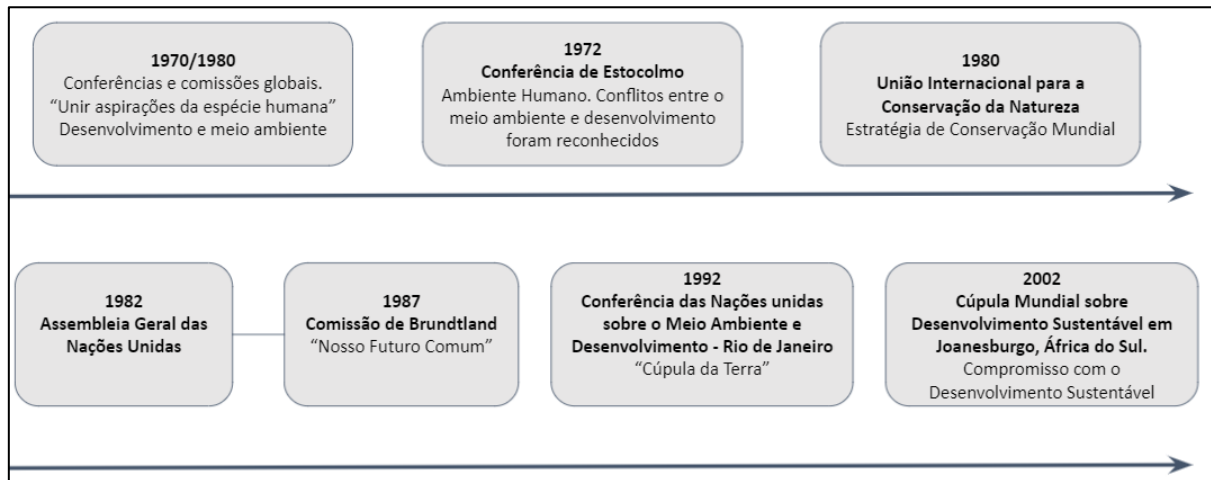 1970/1980
Conferências e comissões globais.
“Unir aspirações da espécie humana”
Desenvolvimento e meio ambiente
1972
Conferência de Estocolmo
Ambiente Humano. Conflitos entre o
meio ambiente e desenvolvimento
foram reconhecidos
1980
União Internacional para a
Conservação da Natureza
Estratégia de Conservação Mundial
1982
Assembleia Geral das
Nações Unidas
1987
Comissão de Brundtland
“Nosso Futuro Comum”
1992
Conferência das Nações unidas
sobre o Meio Ambiente e
Desenvolvimento - Rio de Janeiro
“Cúpula da Terra”
2002
Cúpula Mundial sobre
Desenvolvimento Sustentável em
Joanesburgo, África do Sul.
Compromisso com o
Desenvolvimento Sustentável